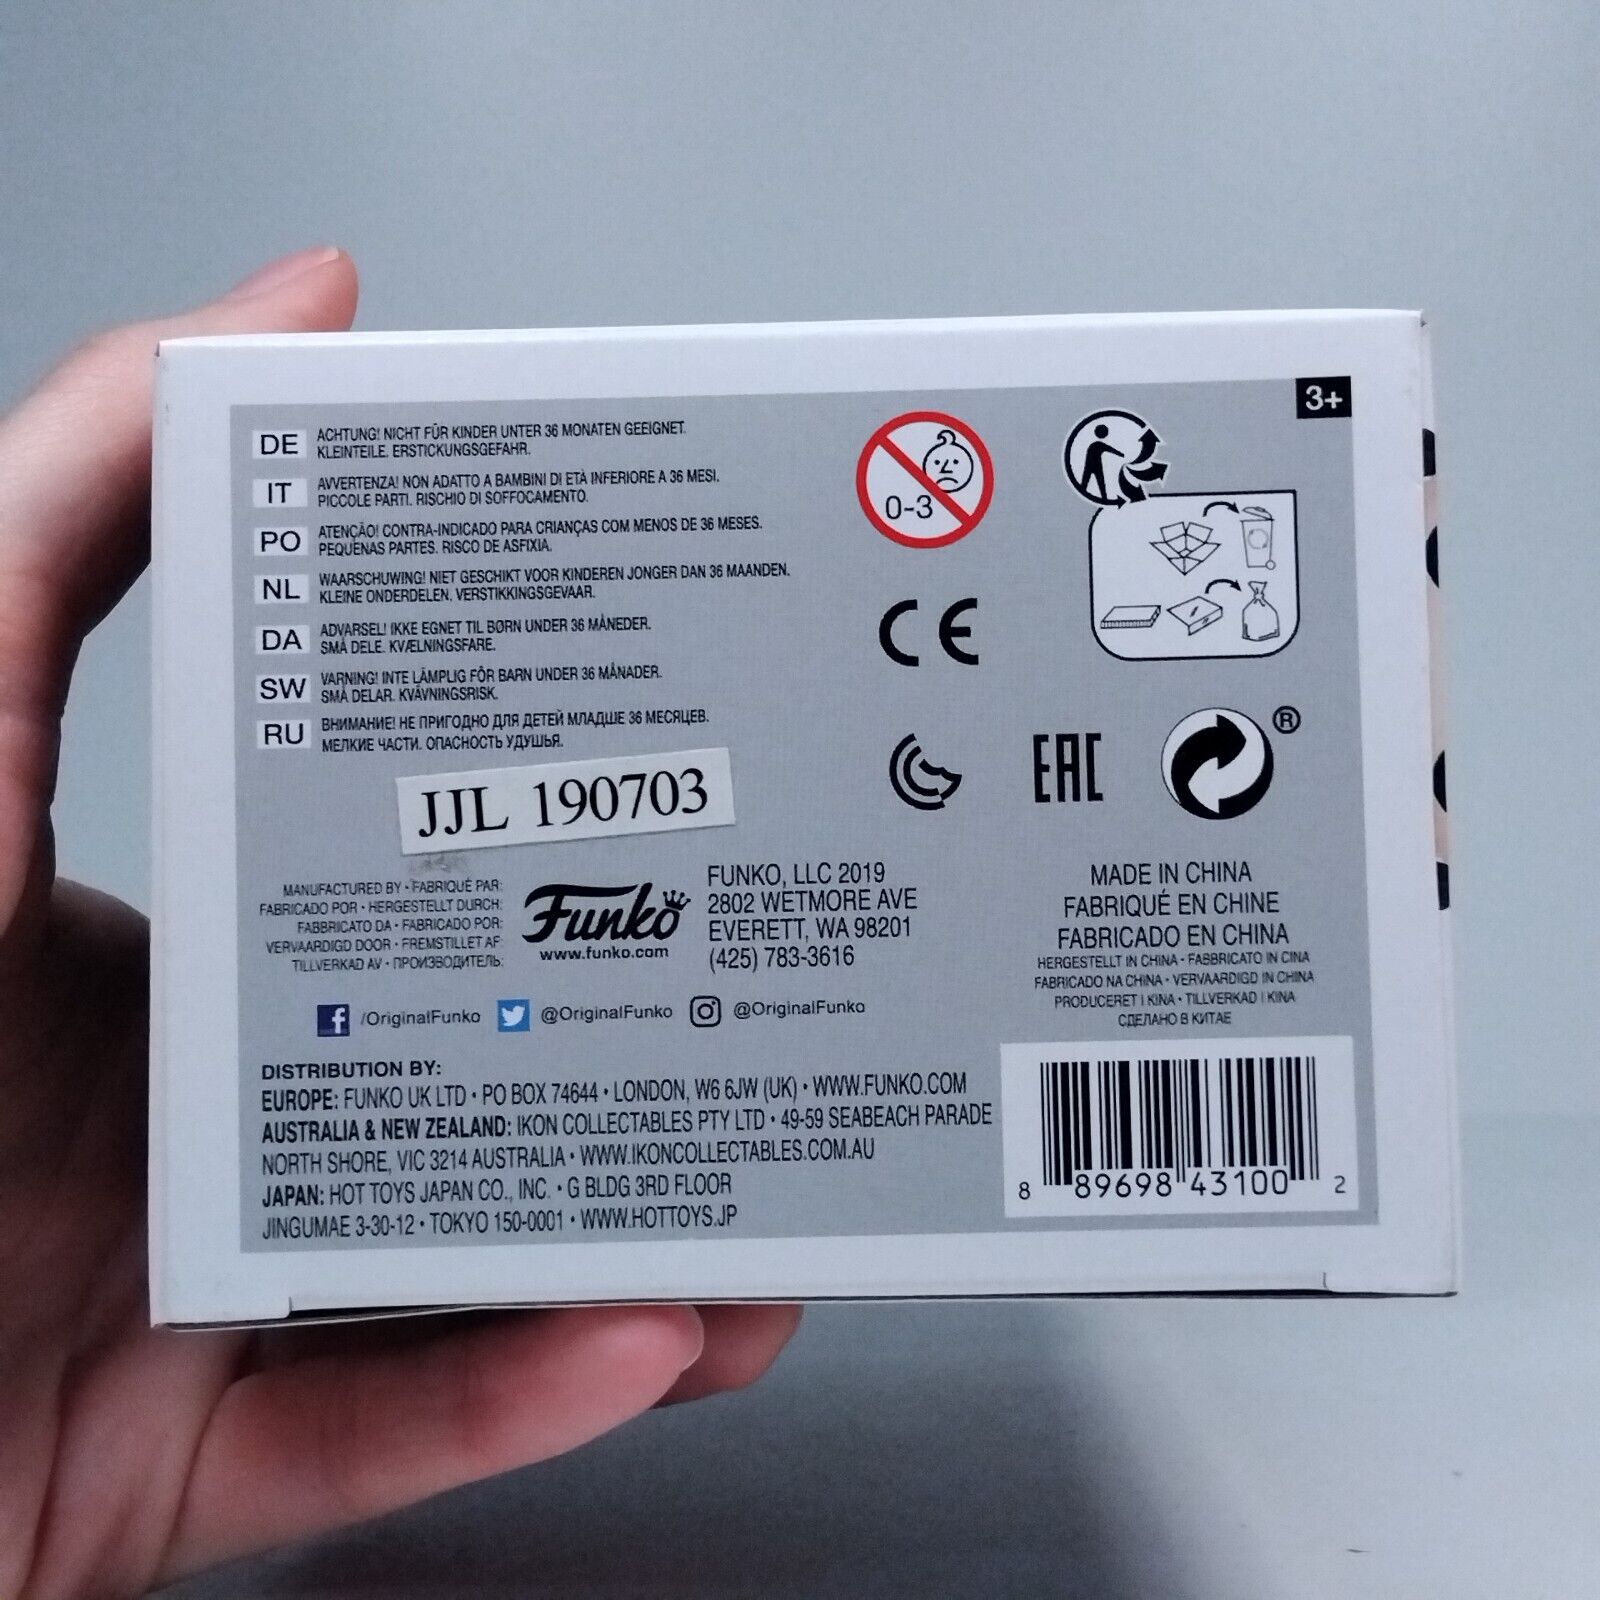 3+
DE ACHTUNG! NICHT FÜR KINDER UNTER 36 MONATEN GEEIGNET.
KLEINTEILE. ERSTICKUNGSGEFAHR.
IT AVVERTENZA! NON ADATTO A BAMBINI DI ETÀ INFERIORE A 36 MESI.
PICCOLE PARTI. RISCHIO DI SOFFOCAMENTO.
PO ATENÇÃO! CONTRA-INDICADO PARA CRIANÇAS COM MENOS DE 36 MESES.
PEQUENAS PARTES. RISCO DE ASFIXIA.
NL WAARSCHUWING! NIET GESCHIKT VOOR KINDEREN JONGER DAN 36 MAANDEN.
KLEINE ONDERDELEN. VERSTIKKINGSGEVAAR.
DA ADVARSEL! IKKE EGNET TIL BØRN UNDER 36 MÅNEDER.
SMÅ DELE. KVÆLNINGSFARE.
SW VARNING! INTE LÄMPLIG FÖR BARN UNDER 36 MÅNADER.
SMÅ DELAR. KVÄVNINGSRISK.
RU ВНИМАНИЕ! НЕ ПРИГОДНО ДЛЯ ДЕТЕЙ МЛАДШЕ 36 МЕСЯЦЕВ.
МЕЛКИЕ ЧАСТИ. ОПАСНОСТЬ УДУШЬЯ.
0-3
CE
EAC
®
JJL 190703
MANUFACTURED BY • FABRIQUÉ PAR:
FABRICADO POR • HERGESTELLT DURCH:
FABBRICATO DA • FABRICADO POR:
VERVAARDIGD DOOR • FREMSTILLET AF:
TILLVERKAD AV • ПРОИЗВОДИТЕЛЬ:
Funko
www.funko.com
FUNKO, LLC 2019
2802 WETMORE AVE
EVERETT, WA 98201
(425) 783-3616
MADE IN CHINA
FABRIQUÉ EN CHINE
FABRICADO EN CHINA
HERGESTELLT IN CHINA • FABBRICATO IN CINA
FABRICADO NA CHINA • VERVAARDIGD IN CHINA
PRODUCERET I KINA • TILLVERKAD I KINA
СДЕЛАНО В КИТАЕ
f /OriginalFunko @OriginalFunko @OriginalFunko
DISTRIBUTION BY:
EUROPE: FUNKO UK LTD • PO BOX 74644 • LONDON, W6 6JW (UK) • WWW.FUNKO.COM
AUSTRALIA & NEW ZEALAND: IKON COLLECTABLES PTY LTD • 49-59 SEABEACH PARADE
NORTH SHORE, VIC 3214 AUSTRALIA • WWW.IKONCOLLECTABLES.COM.AU
JAPAN: HOT TOYS JAPAN CO., INC. • G BLDG 3RD FLOOR
JINGUMAE 3-30-12 • TOKYO 150-0001 • WWW.HOTTOYS.JP
8 89698 43100 2